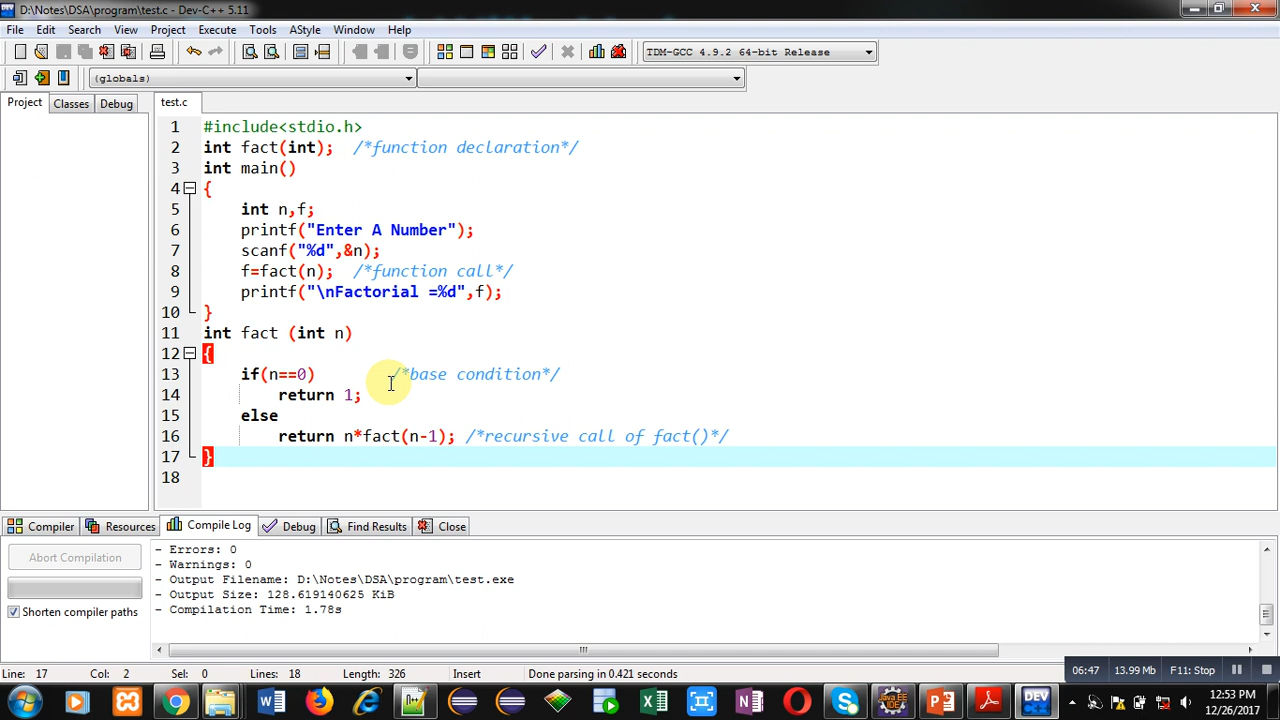 D:\Notes\DSA\program\test.c - Dev-C++ 5.11
File Edit Search View Project Execute Tools AStyle Window Help
TDM-GCC 4.9.2 64-bit Release
(globals)
Project Classes Debug test.c
1 #include<stdio.h>
2 int fact(int); /*function declaration*/
3 int main()
4 {
5 int n,f;
6 printf("Enter A Number");
7 scanf("%d",&n);
8 f=fact(n); /*function call*/
9 printf("\nFactorial =%d",f);
10 }
11 int fact (int n)
12 {
13 if(n==0) /*base condition*/
14 return 1;
15 else
16 return n*fact(n-1); /*recursive call of fact()*/
17 }
18
Compiler Resources Compile Log Debug Find Results Close
Abort Compilation
Shorten compiler paths
- Errors: 0
- Warnings: 0
- Output Filename: D:\Notes\DSA\program\test.exe
- Output Size: 128.619140625 KiB
- Compilation Time: 1.78s
Line: 17 Col: 2 Sel: 0 Lines: 18 Length: 326 Insert Done parsing in 0.421 seconds
06:47 13.99 Mb F11: Stop
12:53 PM
12/26/2017